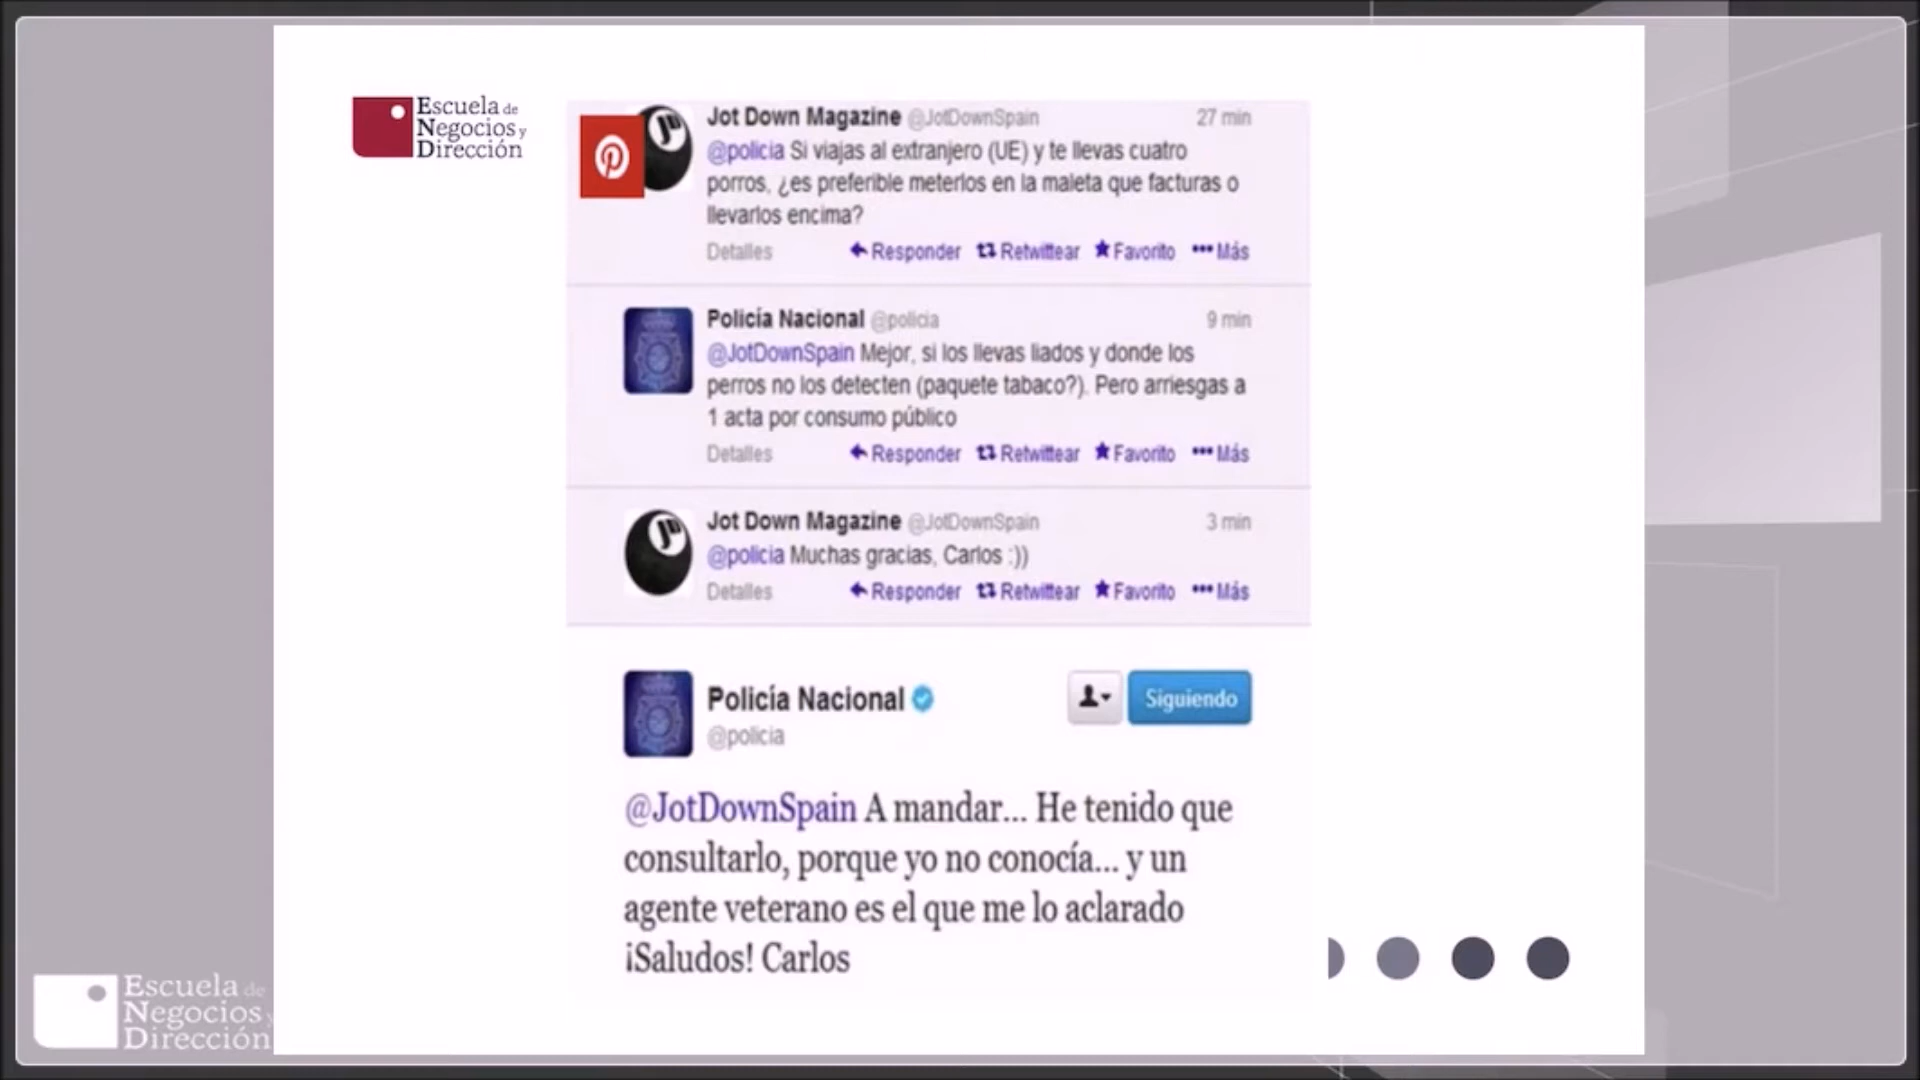 Escuela de
Negocios y
Dirección
Jot Down Magazine @JotDownSpain 27 min
@policia Si viajas al extranjero (UE) y te llevas cuatro
porros, ¿es preferible meterlos en la maleta que facturas o
llevarlos encima?
Detalles Responder Retwittear Favorito Más
Policía Nacional @policia 9 min
@JotDownSpain Mejor, si los llevas liados y donde los
perros no los detecten (paquete tabaco?). Pero arriesgas a
1 acta por consumo público
Detalles Responder Retwittear Favorito Más
Jot Down Magazine @JotDownSpain 3 min
@policia Muchas gracias, Carlos :))
Detalles Responder Retwittear Favorito Más
Policía Nacional
@policia
Siguiendo
@JotDownSpain A mandar... He tenido que
consultarlo, porque yo no conocía... y un
agente veterano es el que me lo aclarado
¡Saludos! Carlos
Escuela de
Negocios y
Dirección